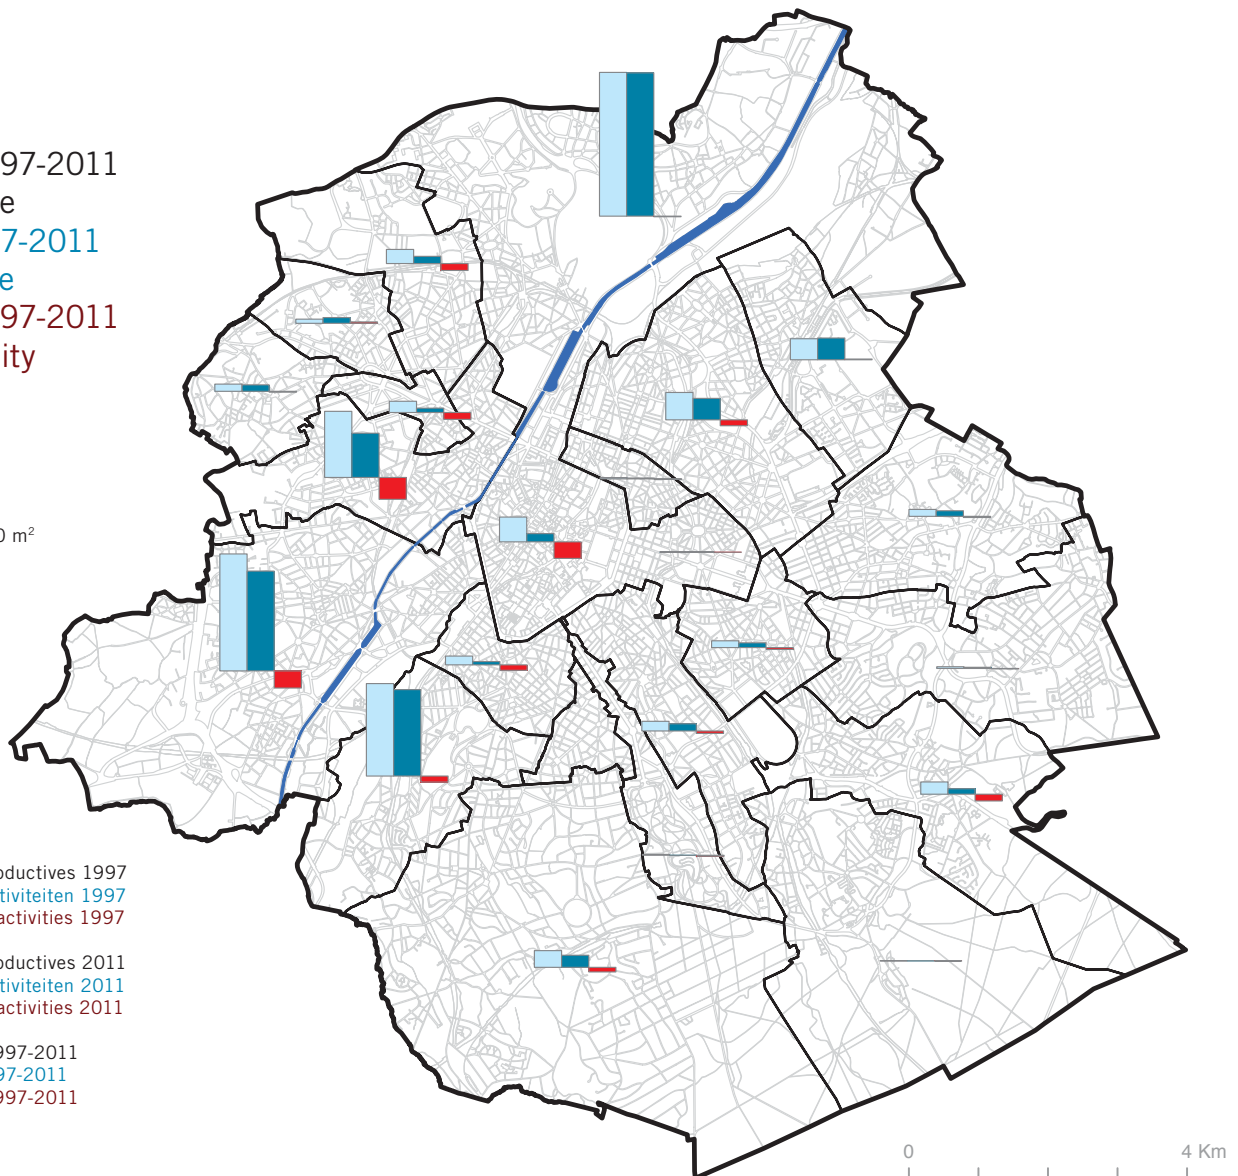 97-2011
e
7-2011
e
97-2011
ity
0 m²
oductives 1997
tiviteiten 1997
activities 1997
oductives 2011
tiviteiten 2011
activities 2011
997-2011
97-2011
997-2011
0 4 Km